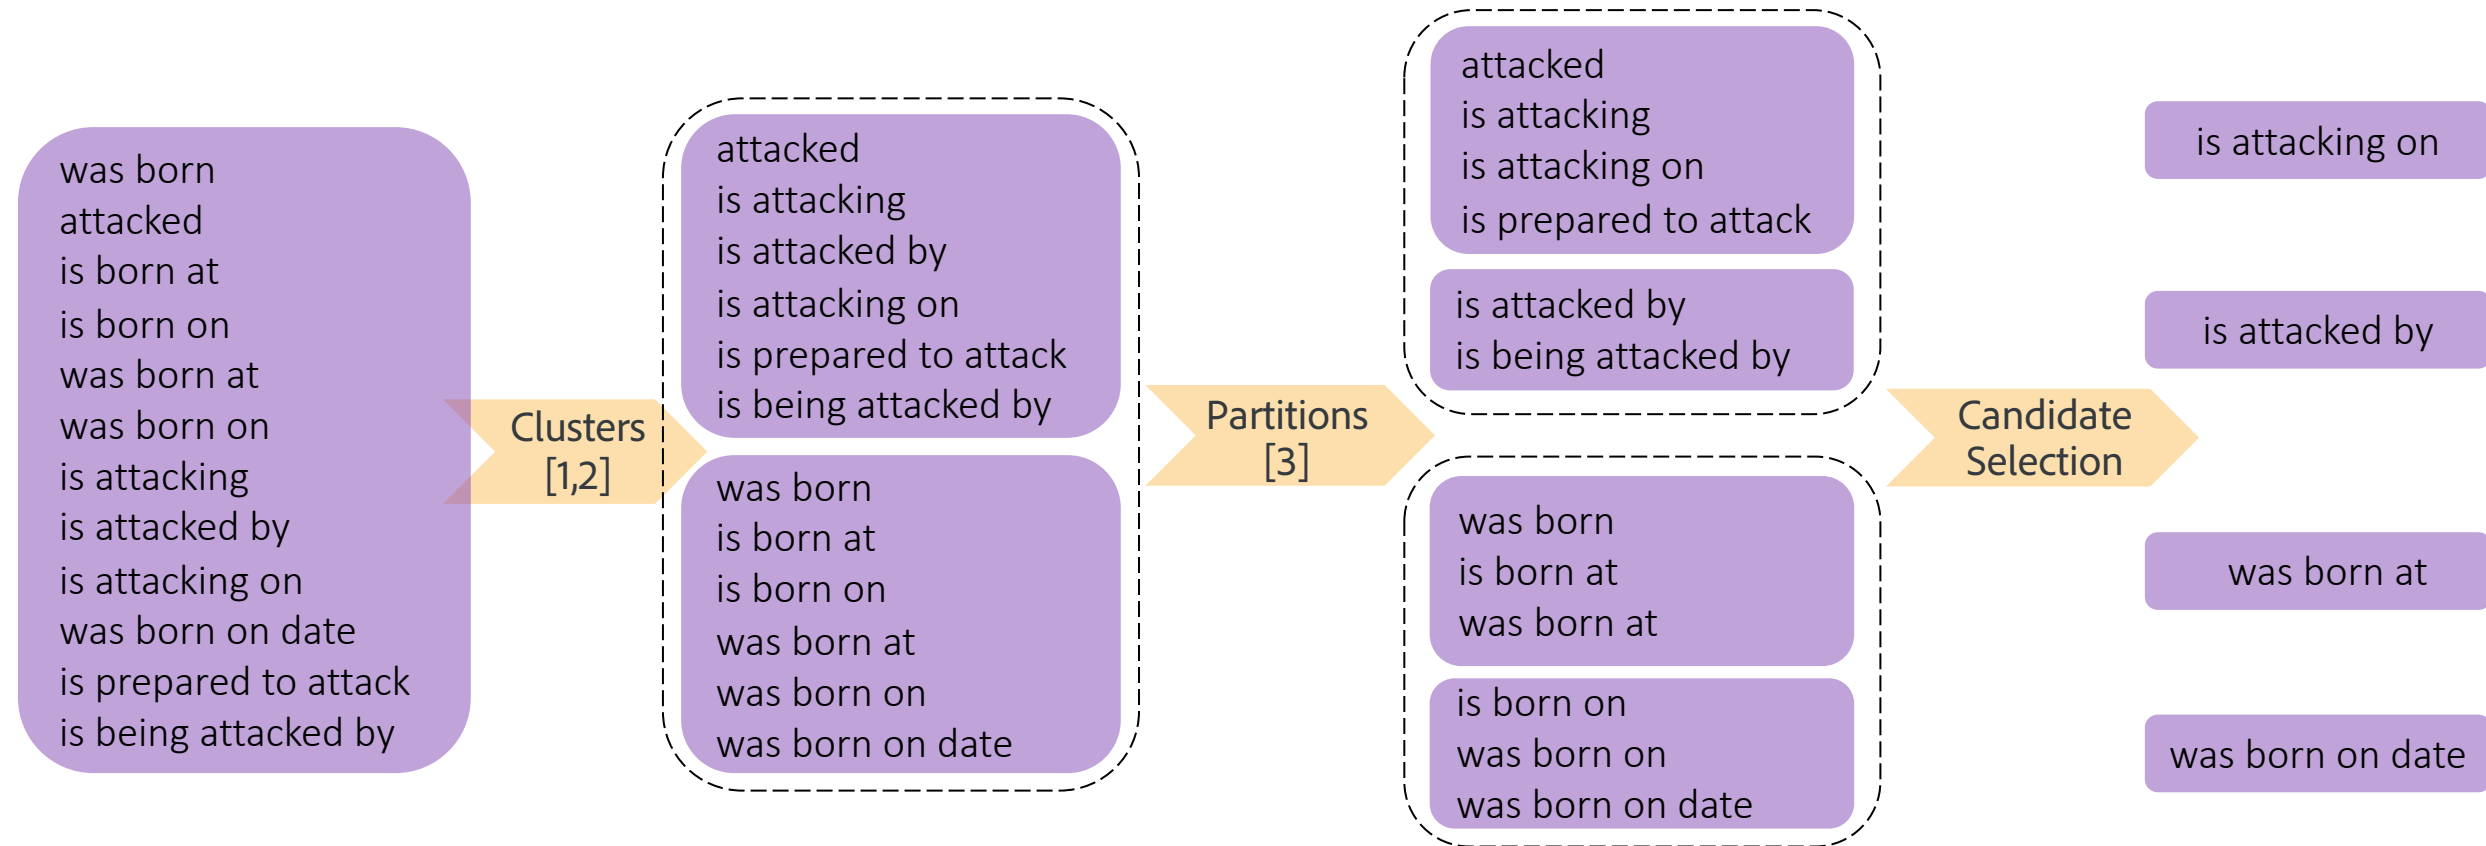 was born
attacked
is born at
is born on
was born at
was born on
is attacking
is attacked by
is attacking on
was born on date
is prepared to attack
is being attacked by
Clusters
[1,2]
attacked
is attacking
is attacked by
is attacking on
is prepared to attack
is being attacked by
was born
is born at
is born on
was born at
was born on
was born on date
Partitions
[3]
attacked
is attacking
is attacking on
is prepared to attack
is attacked by
is being attacked by
was born
is born at
was born at
is born on
was born on
was born on date
Candidate
Selection
is attacking on
is attacked by
was born at
was born on date